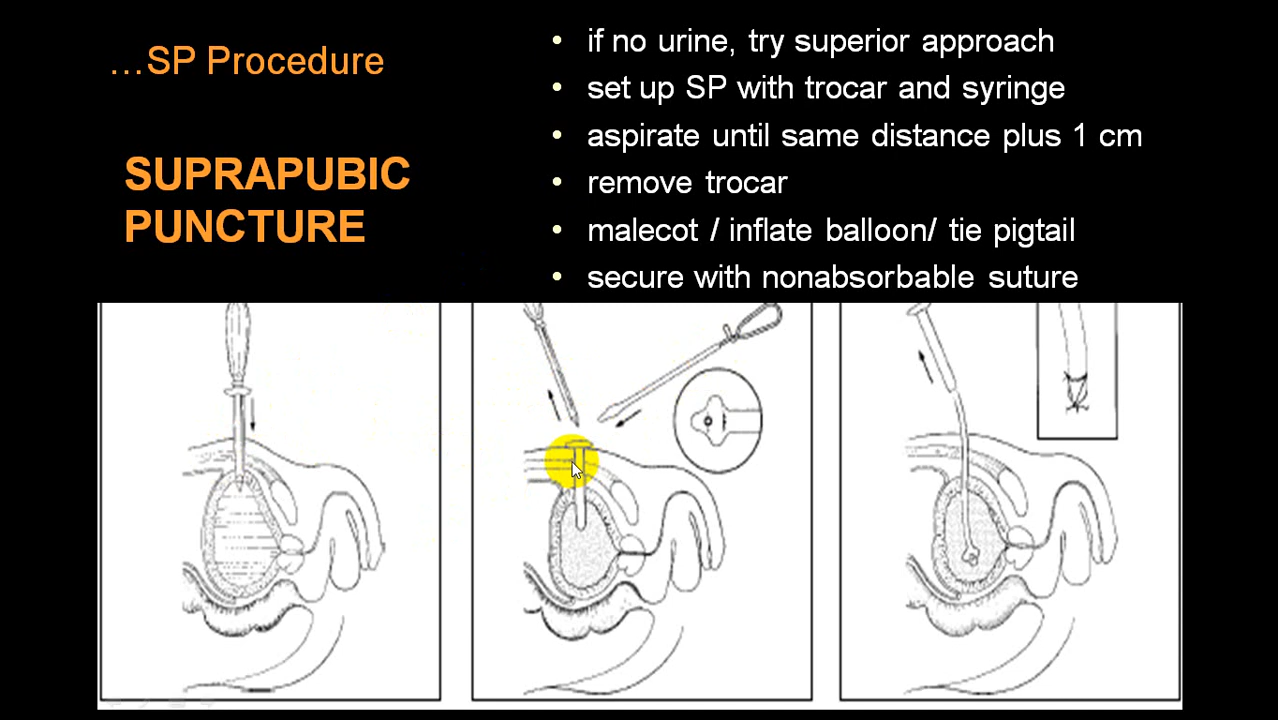 …SP Procedure
SUPRAPUBIC
PUNCTURE
• if no urine, try superior approach
• set up SP with trocar and syringe
• aspirate until same distance plus 1 cm
• remove trocar
• malecot / inflate balloon/ tie pigtail
• secure with nonabsorbable suture